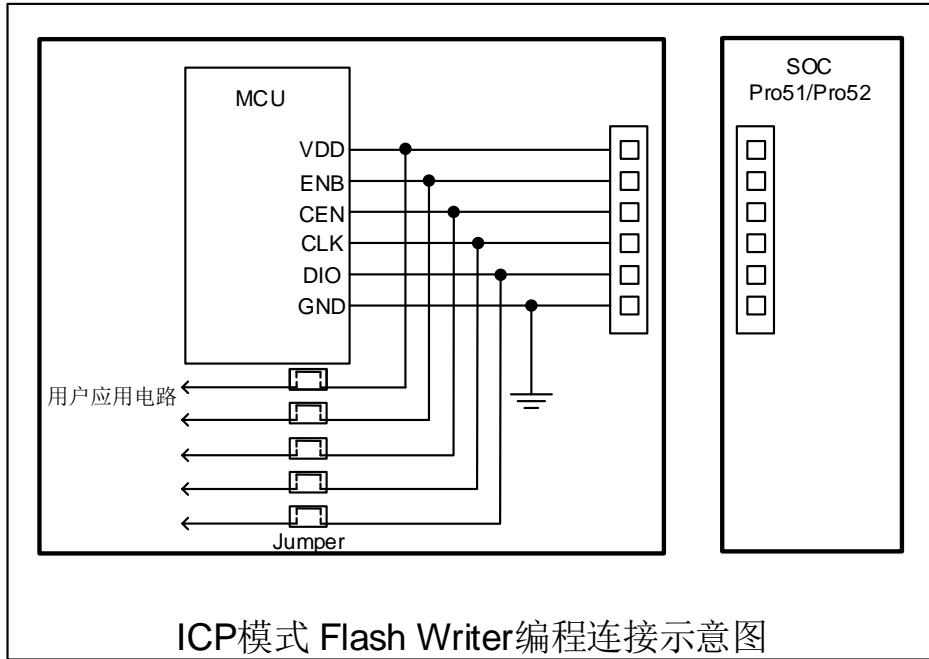 MCU
VDD
ENB
CEN
CLK
DIO
GND
SOC
Pro51/Pro52
用户应用电路
Jumper
ICP模式 Flash Writer编程连接示意图